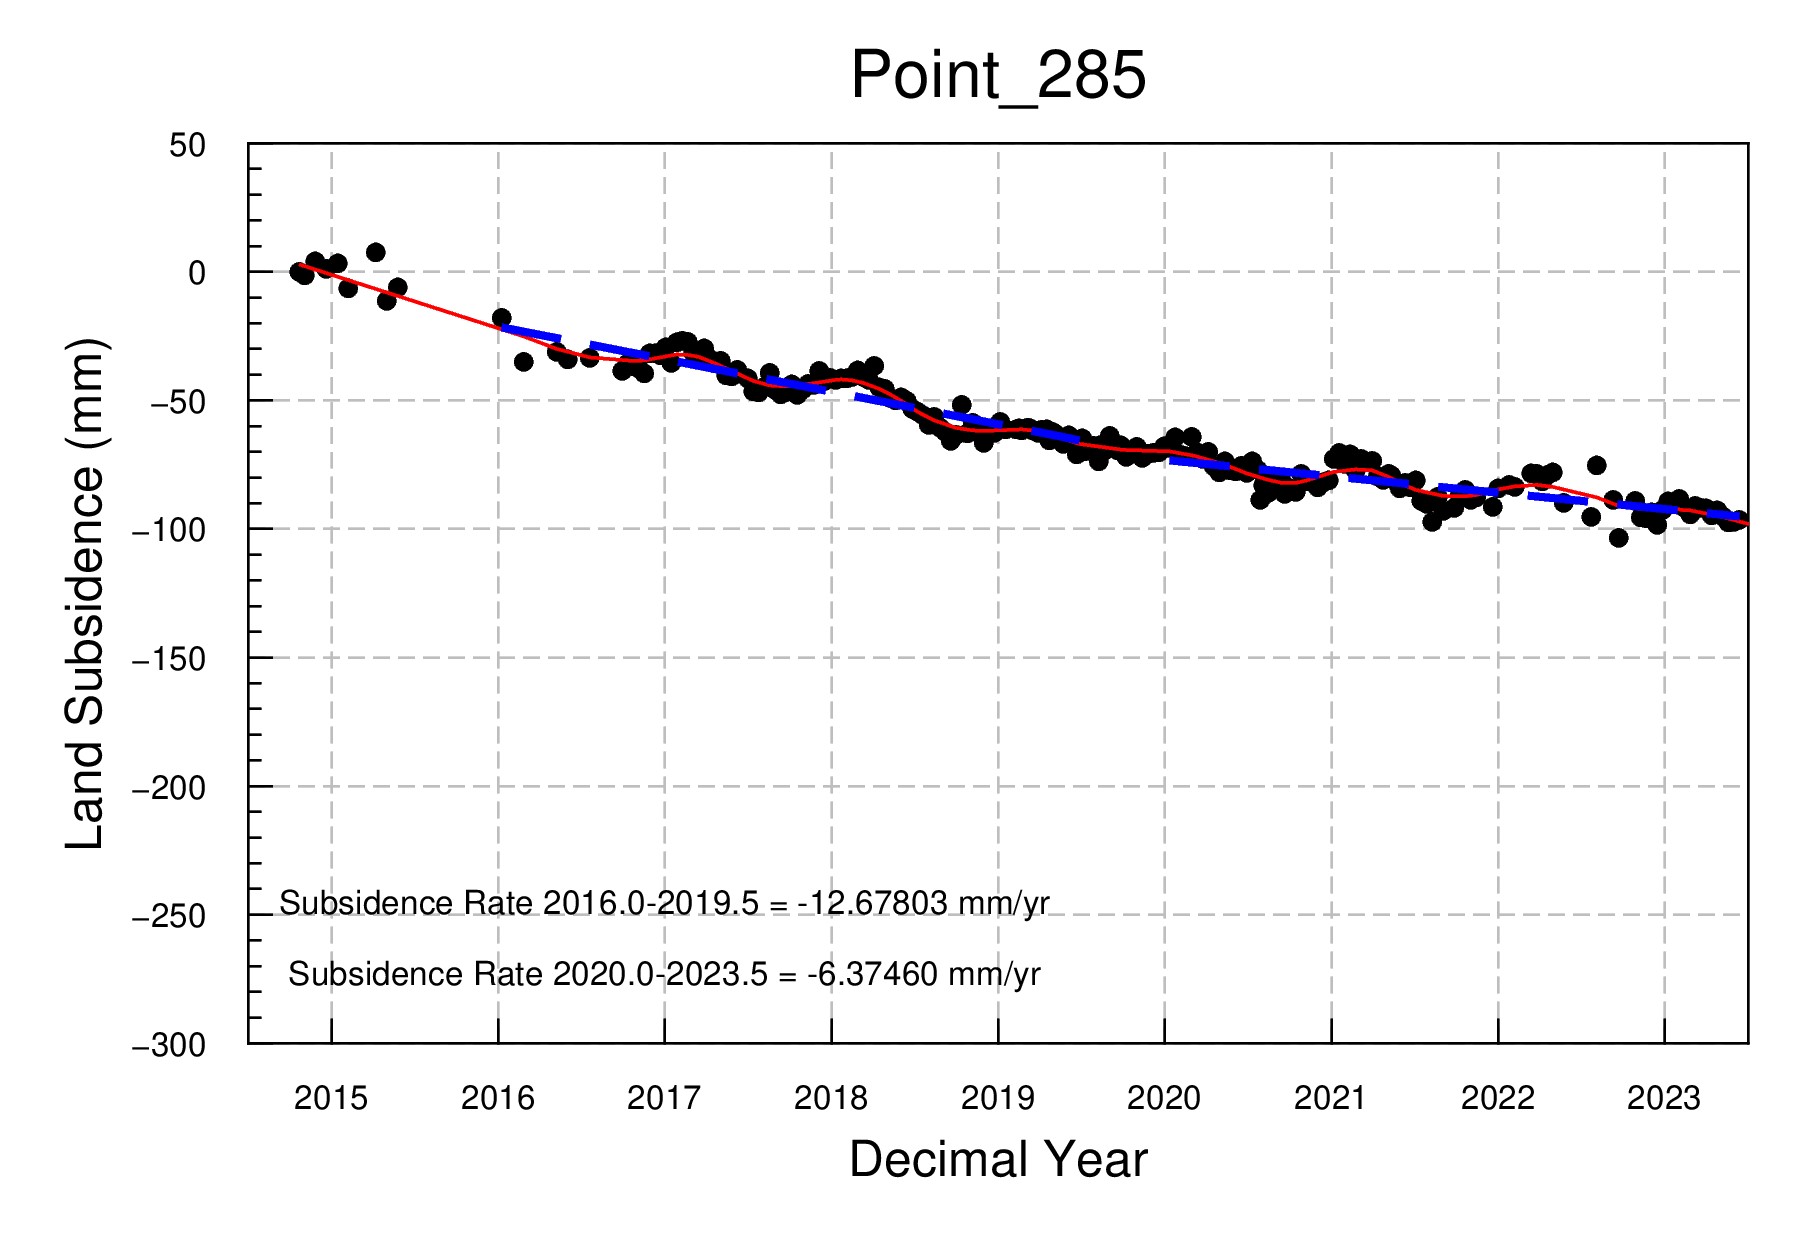 Point_285
50
0
−50
−100
−150
−200
−250
−300
Land Subsidence (mm)
Subsidence Rate 2016.0-2019.5 = -12.67803 mm/yr
Subsidence Rate 2020.0-2023.5 = -6.37460 mm/yr
2015 2016 2017 2018 2019 2020 2021 2022 2023
Decimal Year